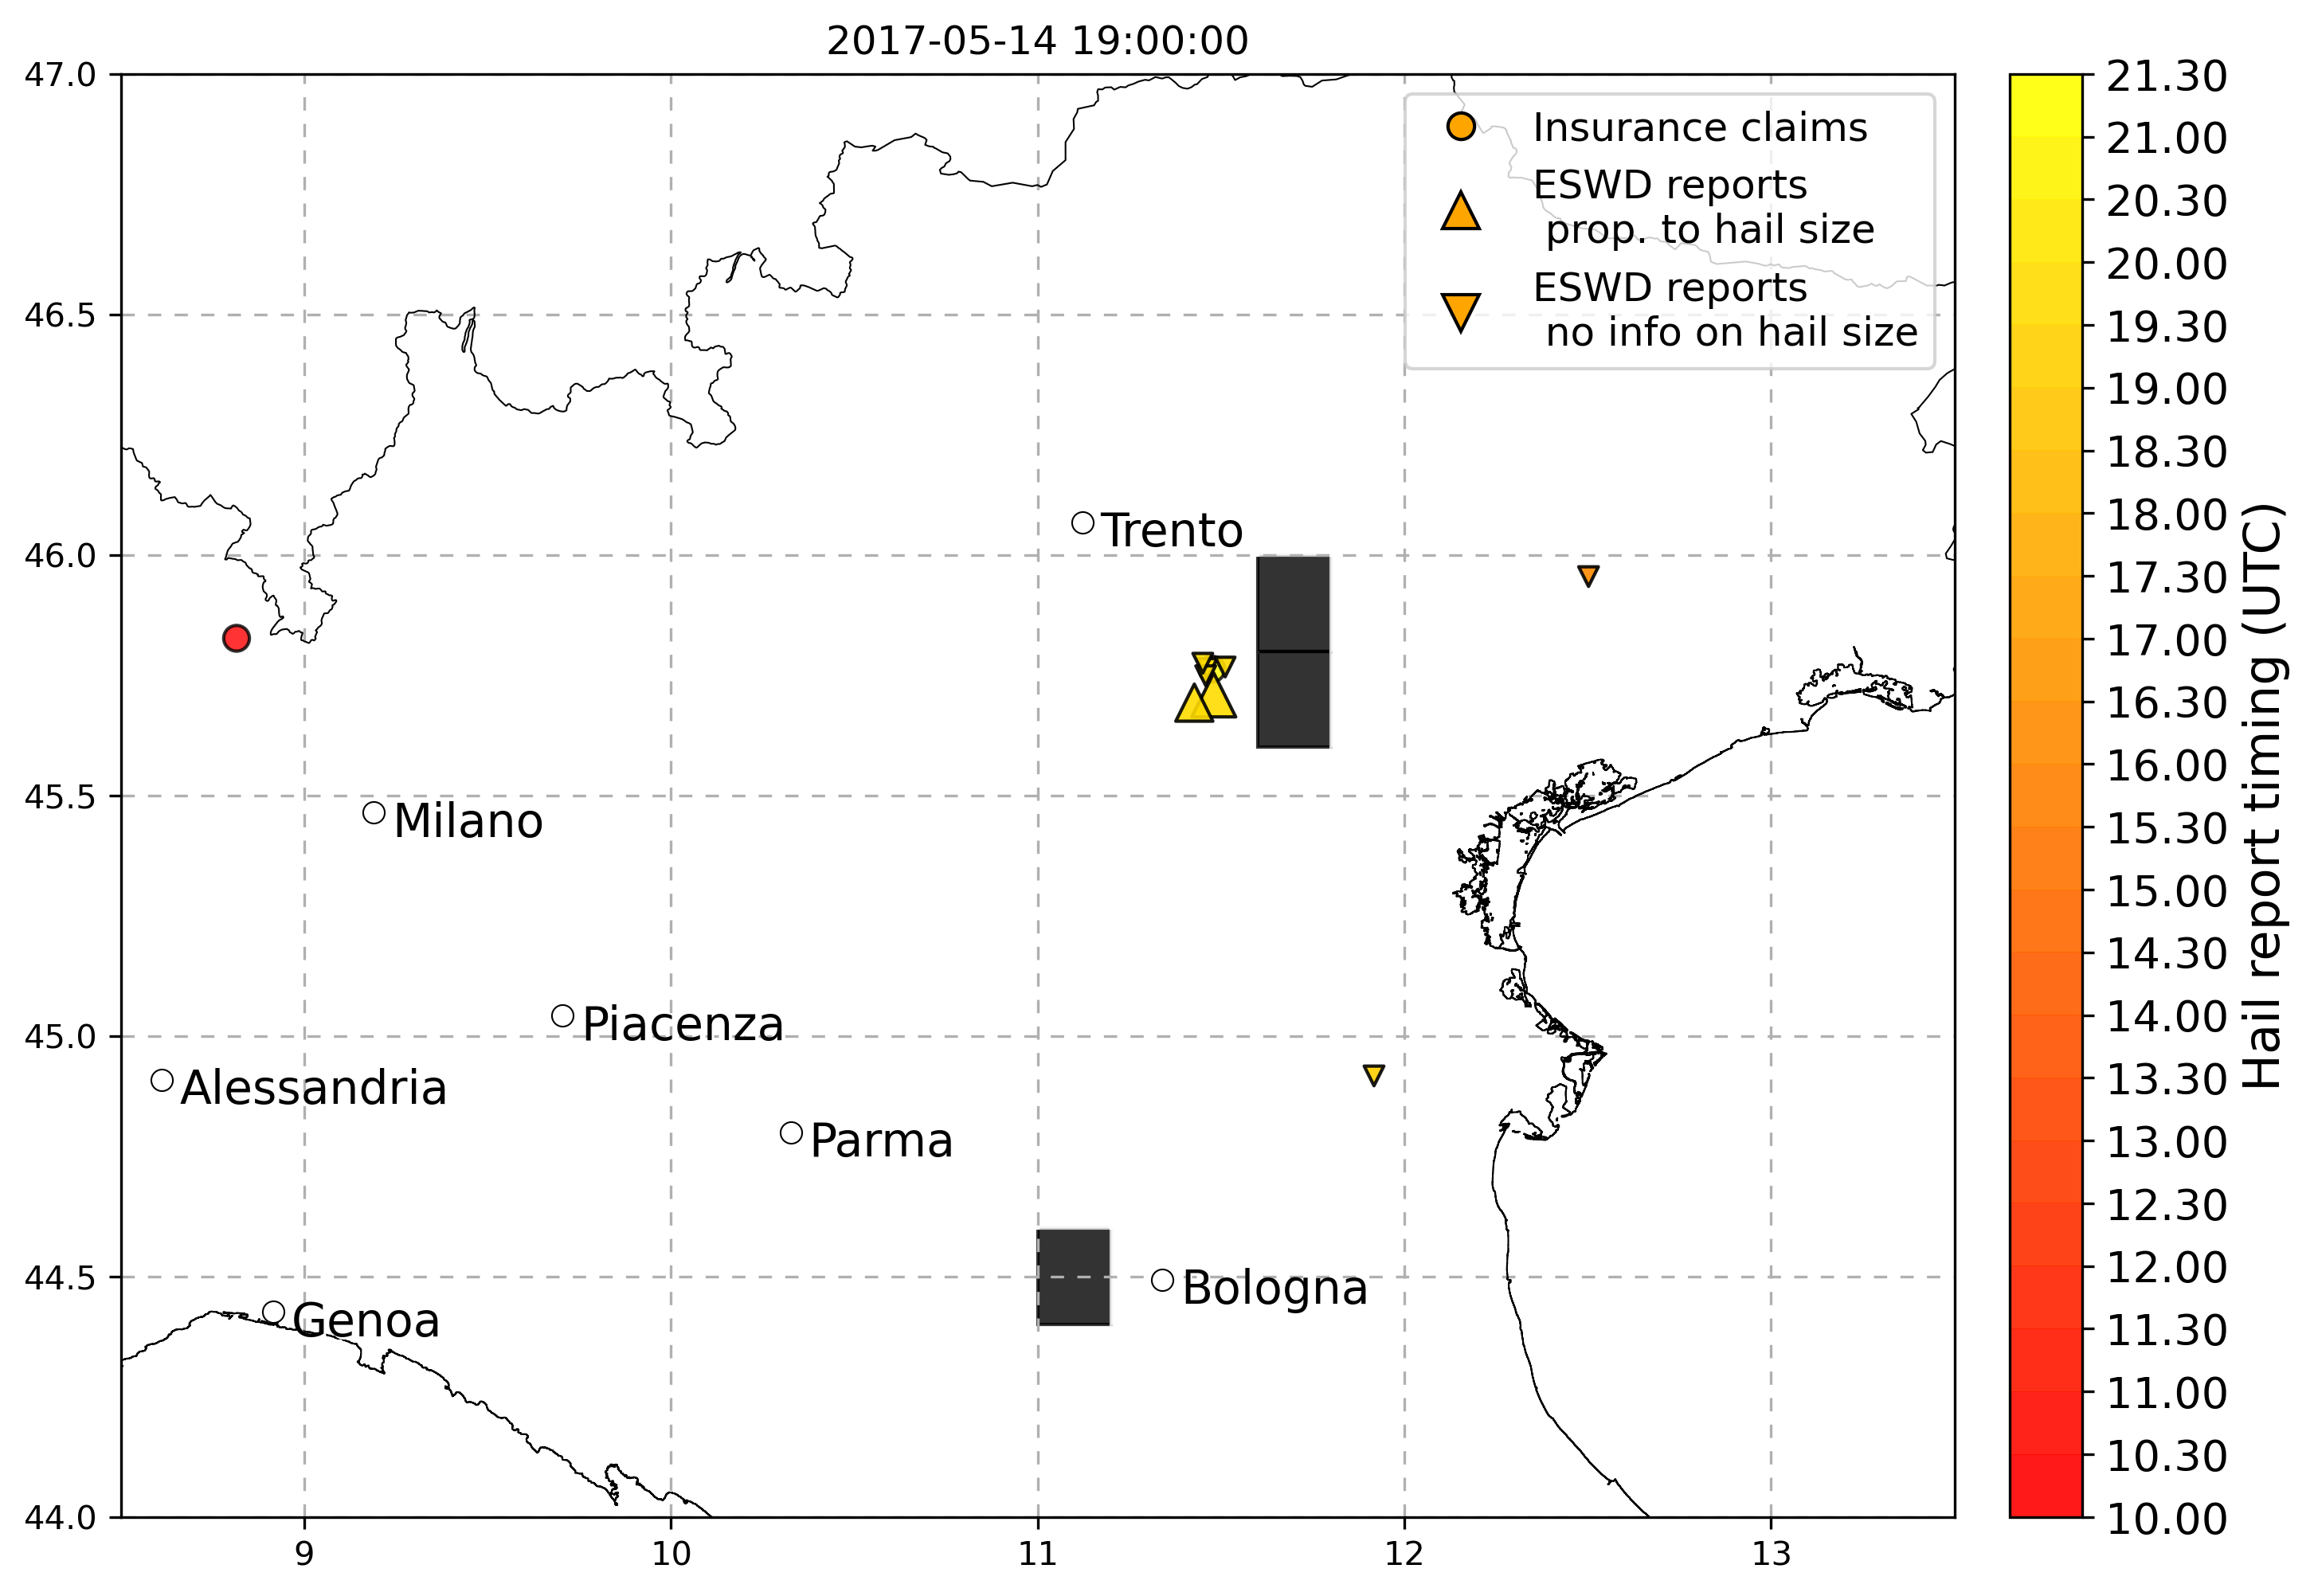 2017-05-14 19:00:00
47.0
46.5
46.0
45.5
45.0
44.5
44.0
9
10
11
12
13
Insurance claims
ESWD reports
prop. to hail size
ESWD reports
no info on hail size
Trento
Milano
Piacenza
Alessandria
Parma
Bologna
Genoa
21.30
21.00
20.30
20.00
19.30
19.00
18.30
18.00
17.30
17.00
16.30
16.00
15.30
15.00
14.30
14.00
13.30
13.00
12.30
12.00
11.30
11.00
10.30
10.00
Hail report timing (UTC)